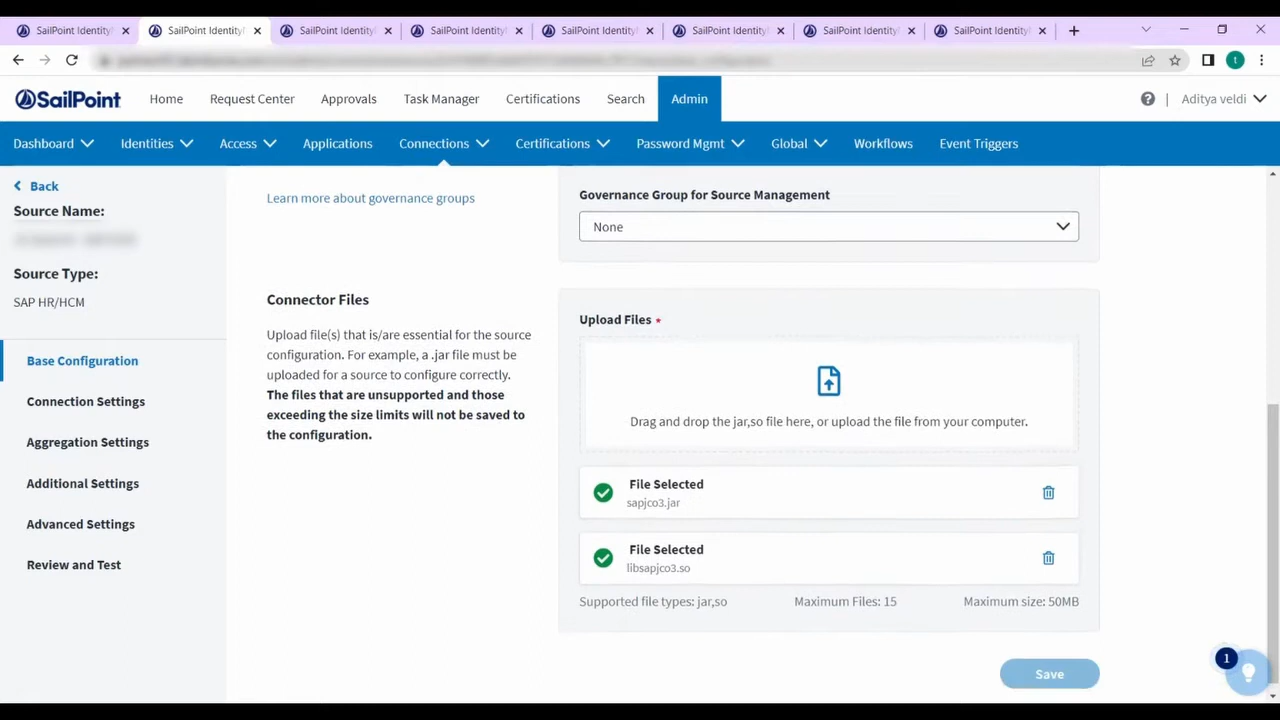 SailPoint Identity
SailPoint Identity
SailPoint Identity
SailPoint Identity
SailPoint Identity
SailPoint Identity
SailPoint Identity
SailPoint Identity
t
SailPoint
Home
Request Center
Approvals
Task Manager
Certifications
Search
Admin
Aditya veldi
Dashboard
Identities
Access
Applications
Connections
Certifications
Password Mgmt
Global
Workflows
Event Triggers
Back
Source Name:
Source Type:
SAP HR/HCM
Base Configuration
Connection Settings
Aggregation Settings
Additional Settings
Advanced Settings
Review and Test
Learn more about governance groups
Governance Group for Source Management
None
Connector Files
Upload file(s) that is/are essential for the source
configuration. For example, a .jar file must be
uploaded for a source to configure correctly.
The files that are unsupported and those
exceeding the size limits will not be saved to
the configuration.
Upload Files *
Drag and drop the jar,so file here, or upload the file from your computer.
File Selected
sapjco3.jar
File Selected
libsapjco3.so
Supported file types: jar,so
Maximum Files: 15
Maximum size: 50MB
Save
1